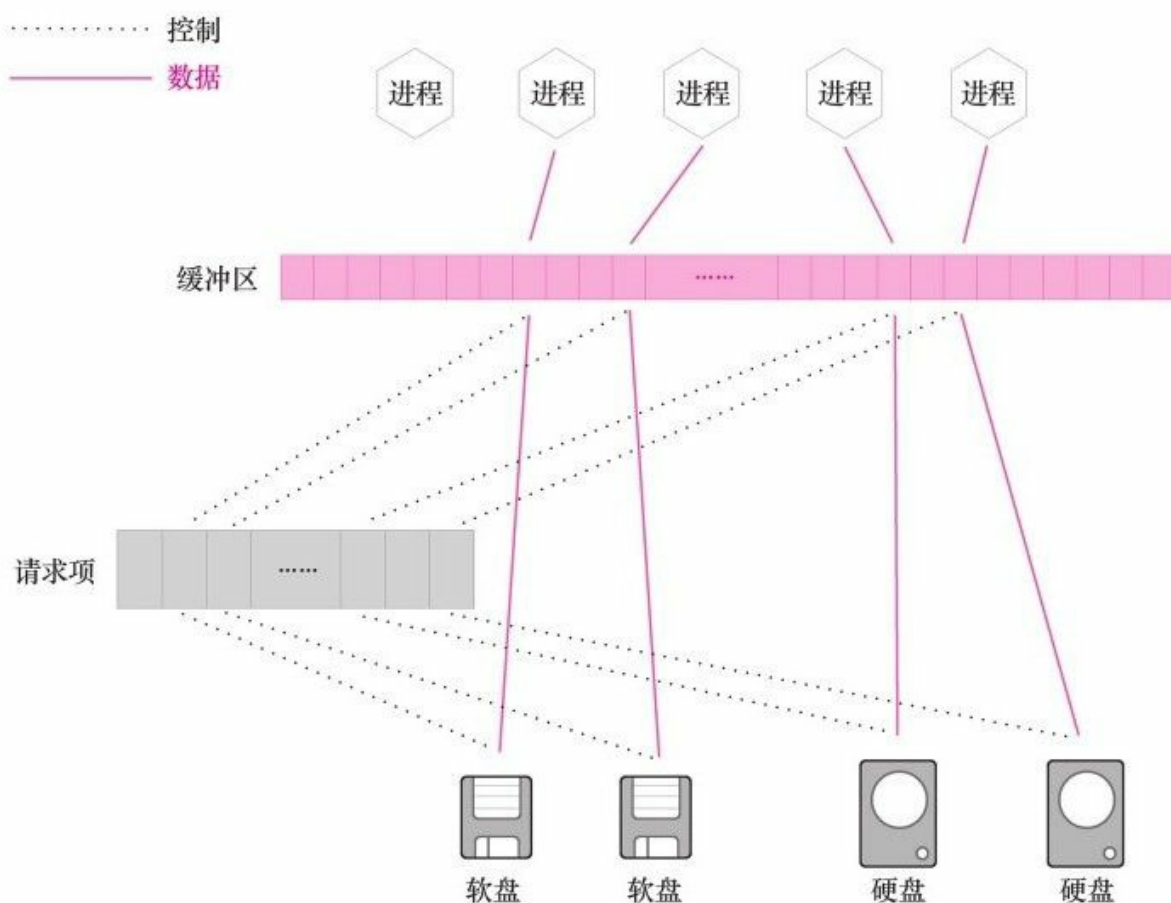 控制
数据
进程 进程 进程 进程 进程
缓冲区
……
请求项
……
软盘 软盘 硬盘 硬盘